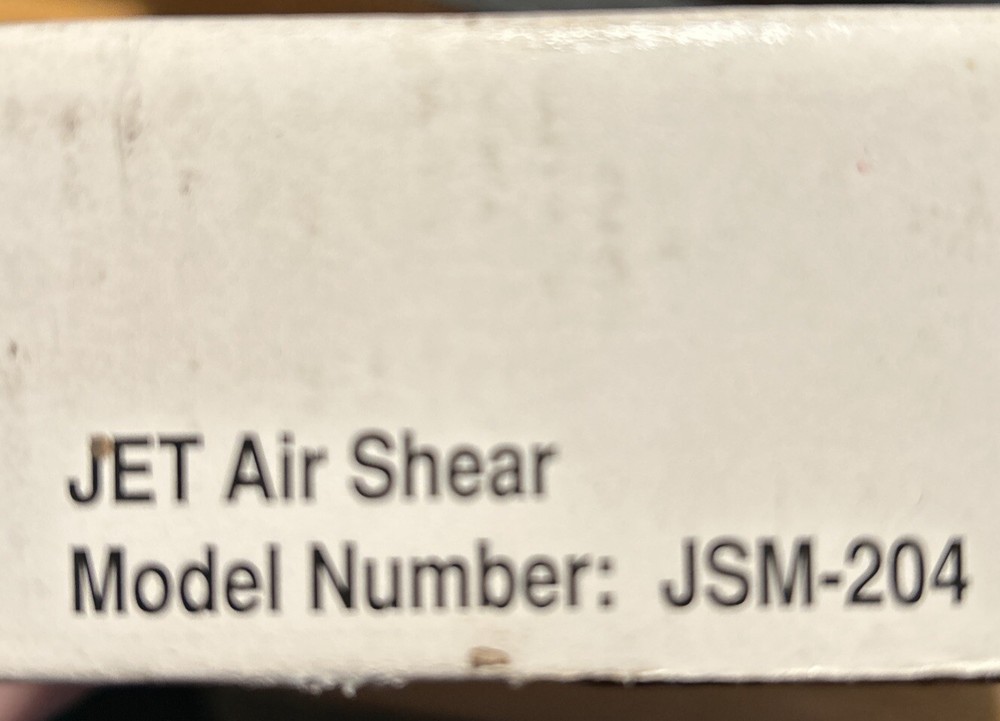 JET Air Shear
Model Number: JSM-204